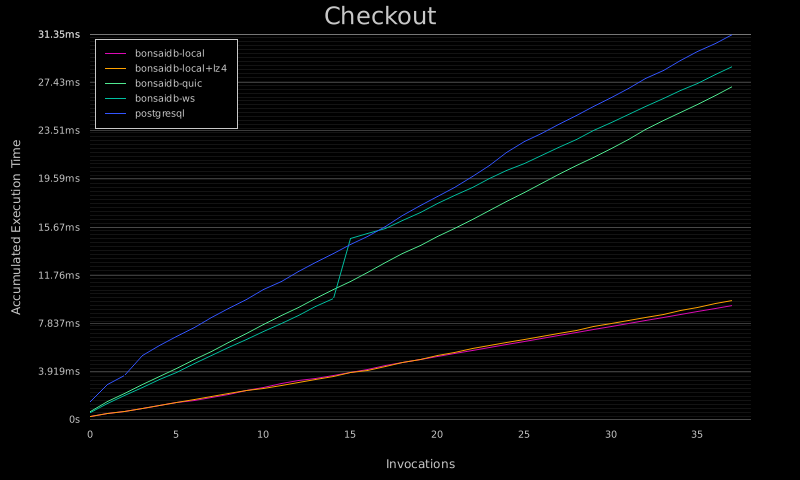 Checkout
31.35ms
27.43ms
23.51ms
19.59ms
15.67ms
11.76ms
7.837ms
3.919ms
0s
Accumulated Execution Time
bonsaidb-local
bonsaidb-local+lz4
bonsaidb-quic
bonsaidb-ws
postgresql
0 5 10 15 20 25 30 35
Invocations